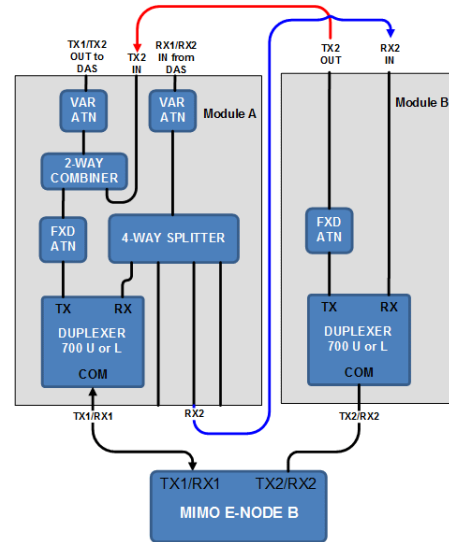 TX1/TX2
OUT to
DAS
TX2
IN
RX1/RX2
IN from
DAS
TX2
OUT
RX2
IN
VAR
ATN
VAR
ATN
Module A
Module B
2-WAY
COMBINER
FXD
ATN
4-WAY SPLITTER
FXD
ATN
TX
RX
DUPLEXER
700 U or L
COM
TX
RX
DUPLEXER
700 U or L
COM
TX1/RX1
RX2
TX2/RX2
TX1/RX1
TX2/RX2
MIMO E-NODE B